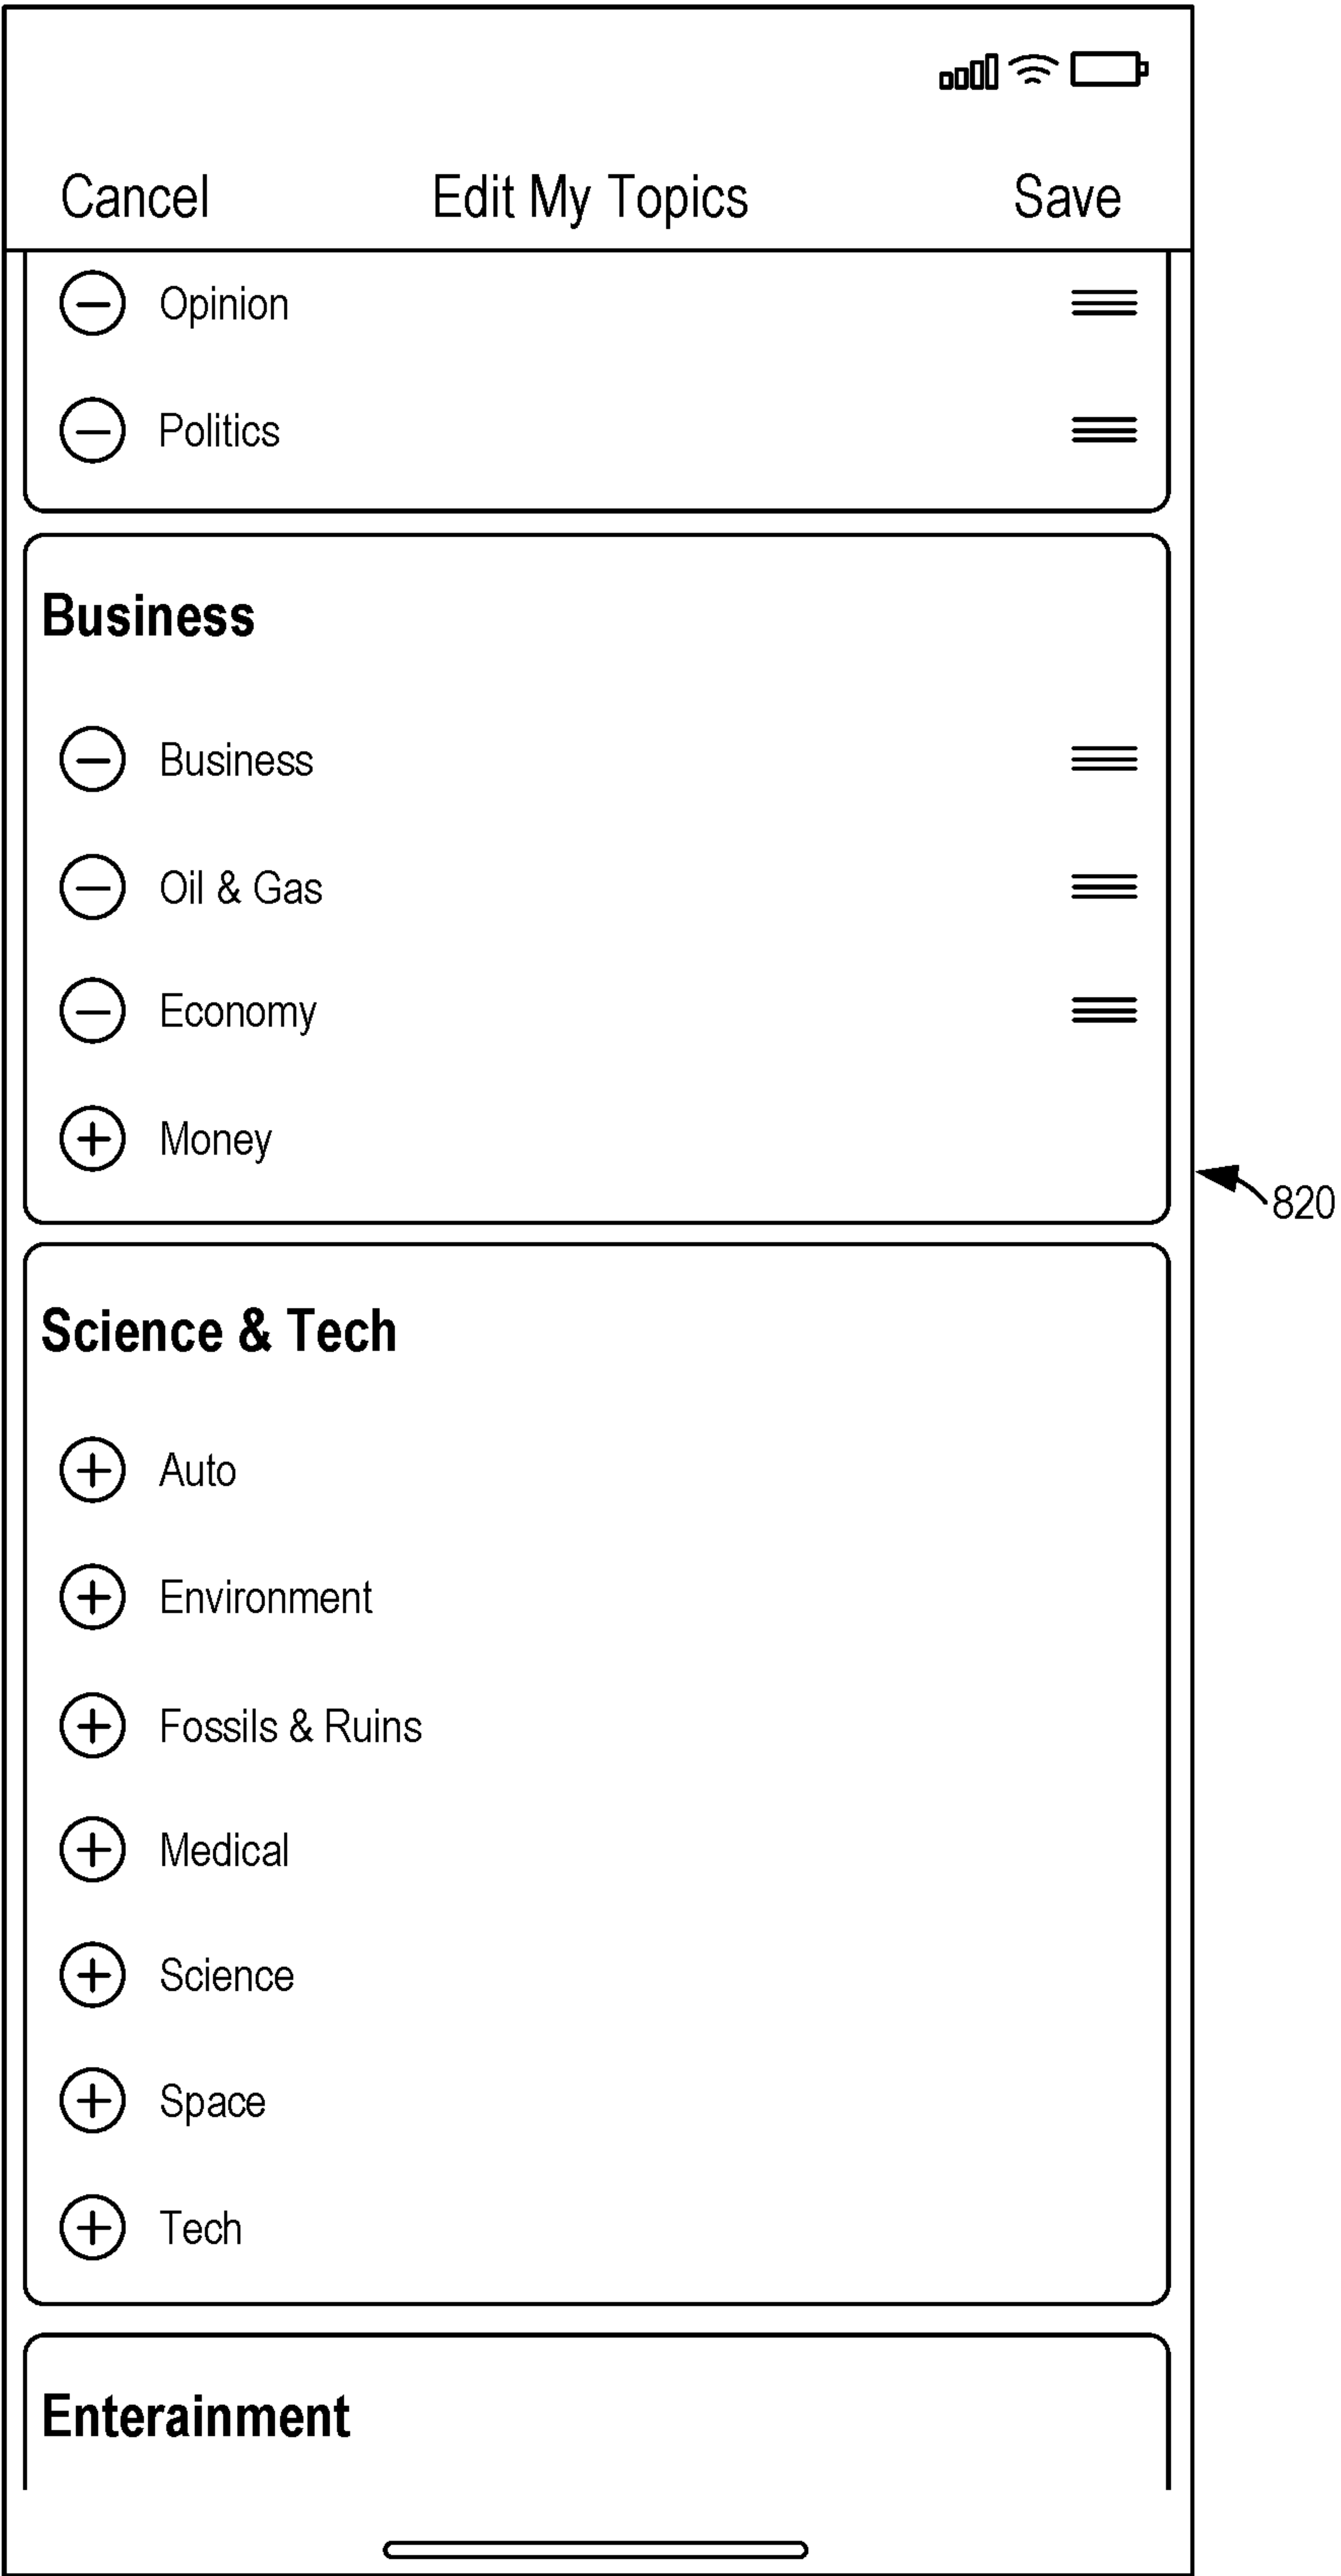 Cancel Edit My Topics Save
Opinion
Politics
Business
Business
Oil & Gas
Economy
Money
820
Science & Tech
Auto
Environment
Fossils & Ruins
Medical
Science
Space
Tech
Enterainment